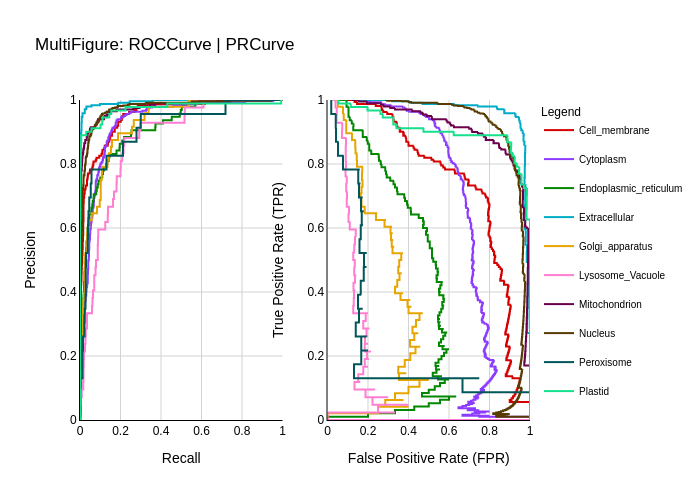 MultiFigure: ROCCurve | PRCurve
Precision
1
0.8
0.6
0.4
0.2
0
0
0.2
0.4
0.6
0.8
1
Recall
True Positive Rate (TPR)
1
0.8
0.6
0.4
0.2
0
0
0.2
0.4
0.6
0.8
1
False Positive Rate (FPR)
Legend
Cell_membrane
Cytoplasm
Endoplasmic_reticulum
Extracellular
Golgi_apparatus
Lysosome_Vacuole
Mitochondrion
Nucleus
Peroxisome
Plastid